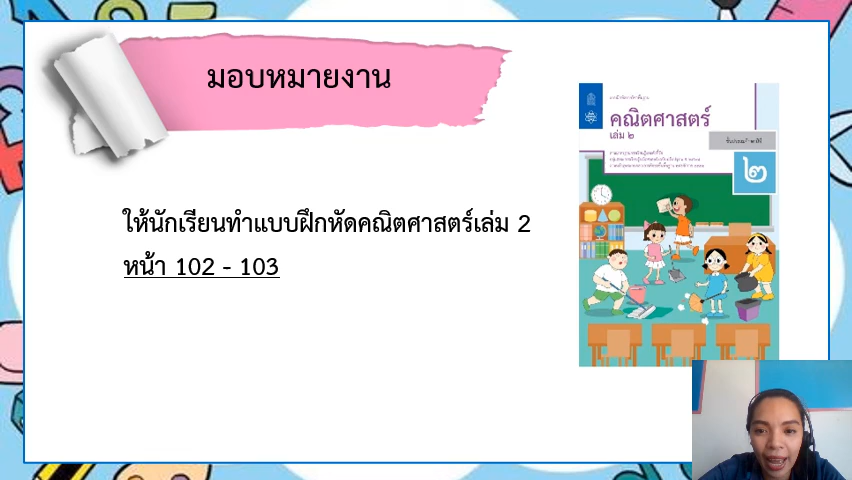 มอบหมายงาน
คณิตศาสตร์
เล่ม ๒
๒
ให้นักเรียนทำแบบฝึกหัดคณิตศาสตร์เล่ม 2
หน้า 102 - 103